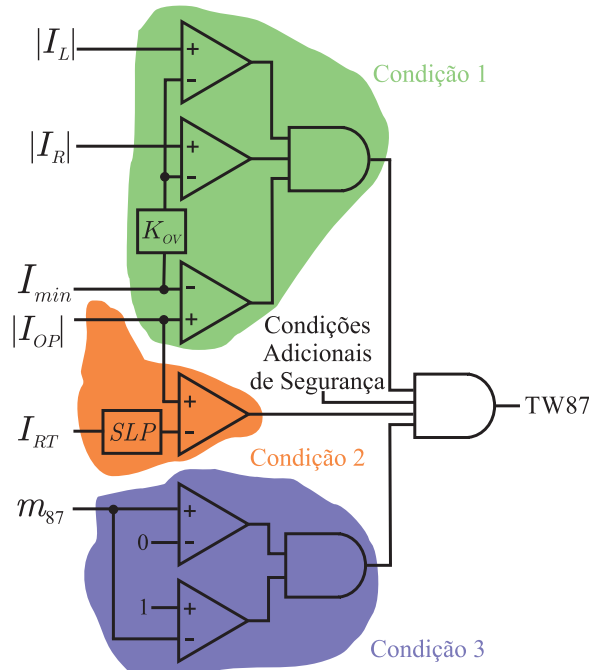 |I_L|
+
−
Condição 1
|I_R|
+
−
K_OV
I_min
−
|I_OP|
+
Condições
Adicionais
de Segurança
TW87
+
I_RT
SLP
−
Condição 2
m_87
+
0
−
1
+
−
Condição 3